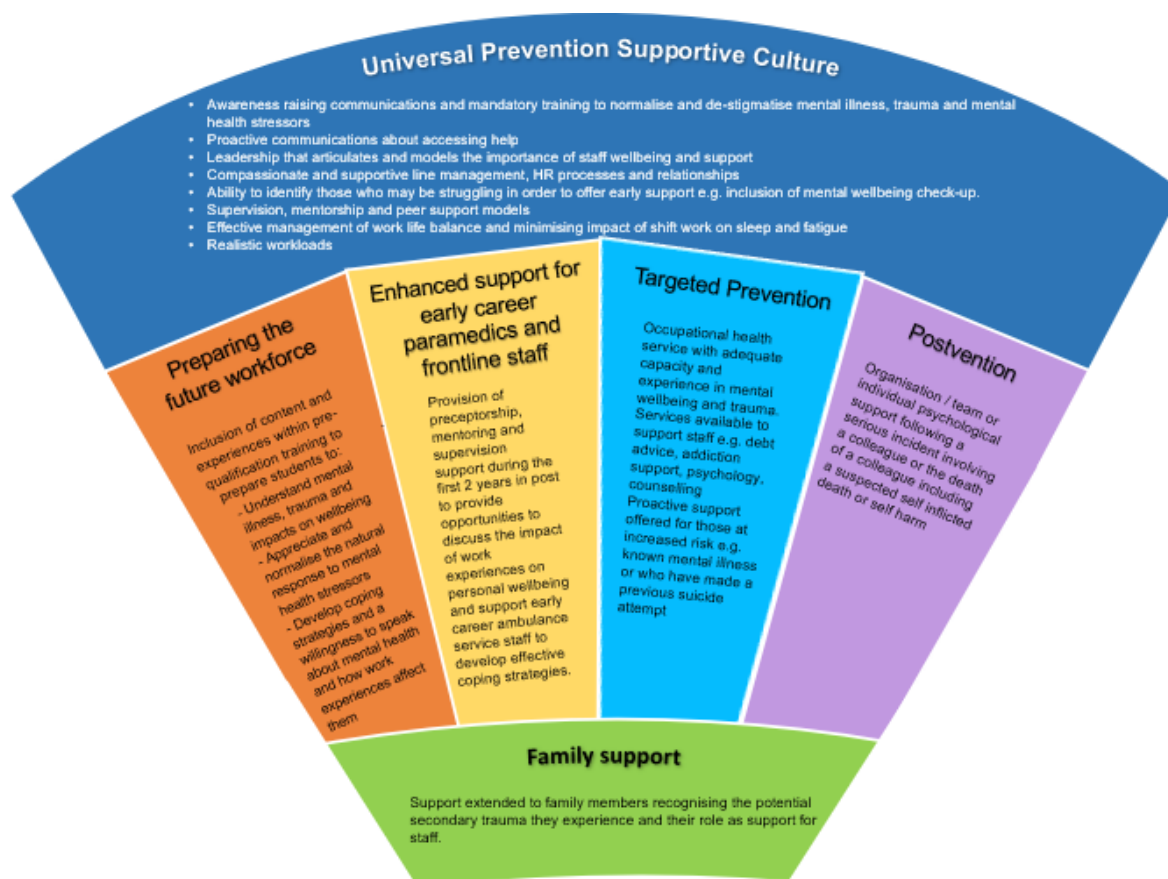 Universal Prevention Supportive Culture
• Awareness raising communications and mandatory training to normalise and de-stigmatise mental illness, trauma and mental
health stressors
• Proactive communications about accessing help
• Leadership that articulates and models the importance of staff wellbeing and support
• Compassionate and supportive line management, HR processes and relationships
• Ability to identify those who may be struggling in order to offer early support e.g. inclusion of mental wellbeing check-up.
• Supervision, mentorship and peer support models
• Effective management of work life balance and minimising impact of shift work on sleep and fatigue
• Realistic workloads
Preparing the
future workforce
Inclusion of content and
experiences within pre-
qualification training to
prepare students to:
- Understand mental
illness, trauma and
impacts on wellbeing
- Appreciate and
normalise the natural
response to mental
health stressors
- Develop coping
strategies and a
willingness to speak
about mental health
and how work
experiences affect
them
Enhanced support for
early career
paramedics and
frontline staff
Provision of
preceptorship,
mentoring and
supervision
support during the
first 2 years in post
to provide
opportunities to
discuss the impact
of work
experiences on
personal wellbeing
and support early
career ambulance
service staff to
develop effective
coping strategies.
Targeted Prevention
Occupational health
service with adequate
capacity and
experience in mental
wellbeing and trauma.
Services available to
support staff e.g. debt
advice, addiction
support, psychology,
counselling
Proactive support
offered for those at
increased risk e.g.
known mental illness
or who have made a
previous suicide
attempt
Postvention
Organisation / team or
individual psychological
support following a
serious incident involving
a colleague or the death
of a colleague including
a suspected self inflicted
death or self harm
Family support
Support extended to family members recognising the potential
secondary trauma they experience and their role as support for
staff.